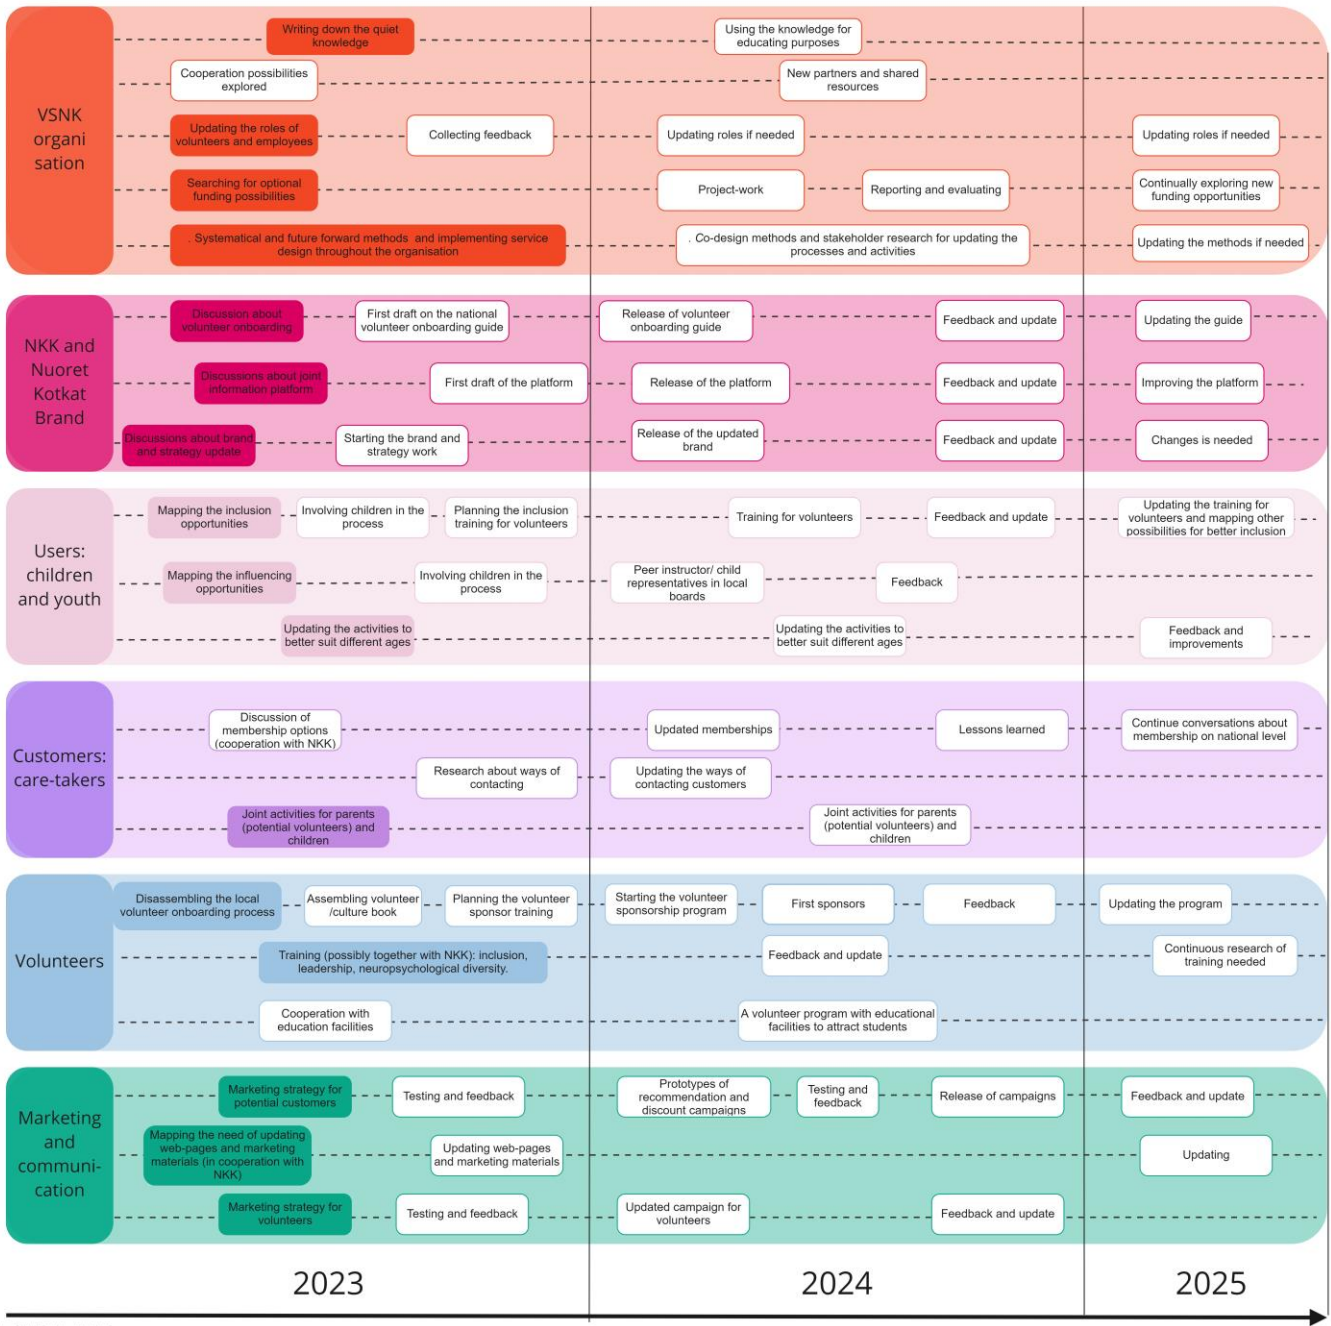 VSNK
organi
sation
Writing down the quiet
knowledge
Using the knowledge for
educating purposes
Cooperation possibilities
explored
New partners and shared
resources
Updating the roles of
volunteers and employees
Collecting feedback
Updating roles if needed
Updating roles if needed
Searching for optional
funding possibilities
Project-work
Reporting and evaluating
Continually exploring new
funding opportunities
. Systematical and future forward methods and implementing service
design throughout the organisation
. Co-design methods and stakeholder research for updating the
processes and activities
Updating the methods if needed
NKK and
Nuoret
Kotkat
Brand
Discussion about
volunteer onboarding
First draft on the national
volunteer onboarding guide
Release of volunteer
onboarding guide
Feedback and update
Updating the guide
Discussions about joint
information platform
First draft of the platform
Release of the platform
Feedback and update
Improving the platform
Discussions about brand
and strategy update
Starting the brand and
strategy work
Release of the updated
brand
Feedback and update
Changes is needed
Users:
children
and youth
Mapping the inclusion
opportunities
Involving children in the
process
Planning the inclusion
training for volunteers
Training for volunteers
Feedback and update
Updating the training for
volunteers and mapping other
possibilities for better inclusion
Mapping the influencing
opportunities
Involving children in the
process
Peer instructor/ child
representatives in local
boards
Feedback
Updating the activities to
better suit different ages
Updating the activities to
better suit different ages
Feedback and
improvements
Customers:
care-takers
Discussion of
membership options
(cooperation with NKK)
Updated memberships
Lessons learned
Continue conversations about
membership on national level
Research about ways of
contacting
Updating the ways of
contacting customers
Joint activities for parents
(potential volunteers) and
children
Joint activities for parents
(potential volunteers) and
children
Volunteers
Disassembling the local
volunteer onboarding process
Assembling volunteer
/culture book
Planning the volunteer
sponsor training
Starting the volunteer
sponsorship program
First sponsors
Feedback
Updating the program
Training (possibly together with NKK): inclusion,
leadership, neuropsychological diversity.
Feedback and update
Continuous research of
training needed
Cooperation with
education facilities
A volunteer program with educational
facilities to attract students
Marketing
and
communi-
cation
Marketing strategy for
potential customers
Testing and feedback
Prototypes of
recommendation and
discount campaigns
Testing and
feedback
Release of campaigns
Feedback and update
Mapping the need of updating
web-pages and marketing
materials (in cooperation with
NKK)
Updating web-pages
and marketing materials
Updating
Marketing strategy for
volunteers
Testing and feedback
Updated campaign for
volunteers
Feedback and update
2023
2024
2025